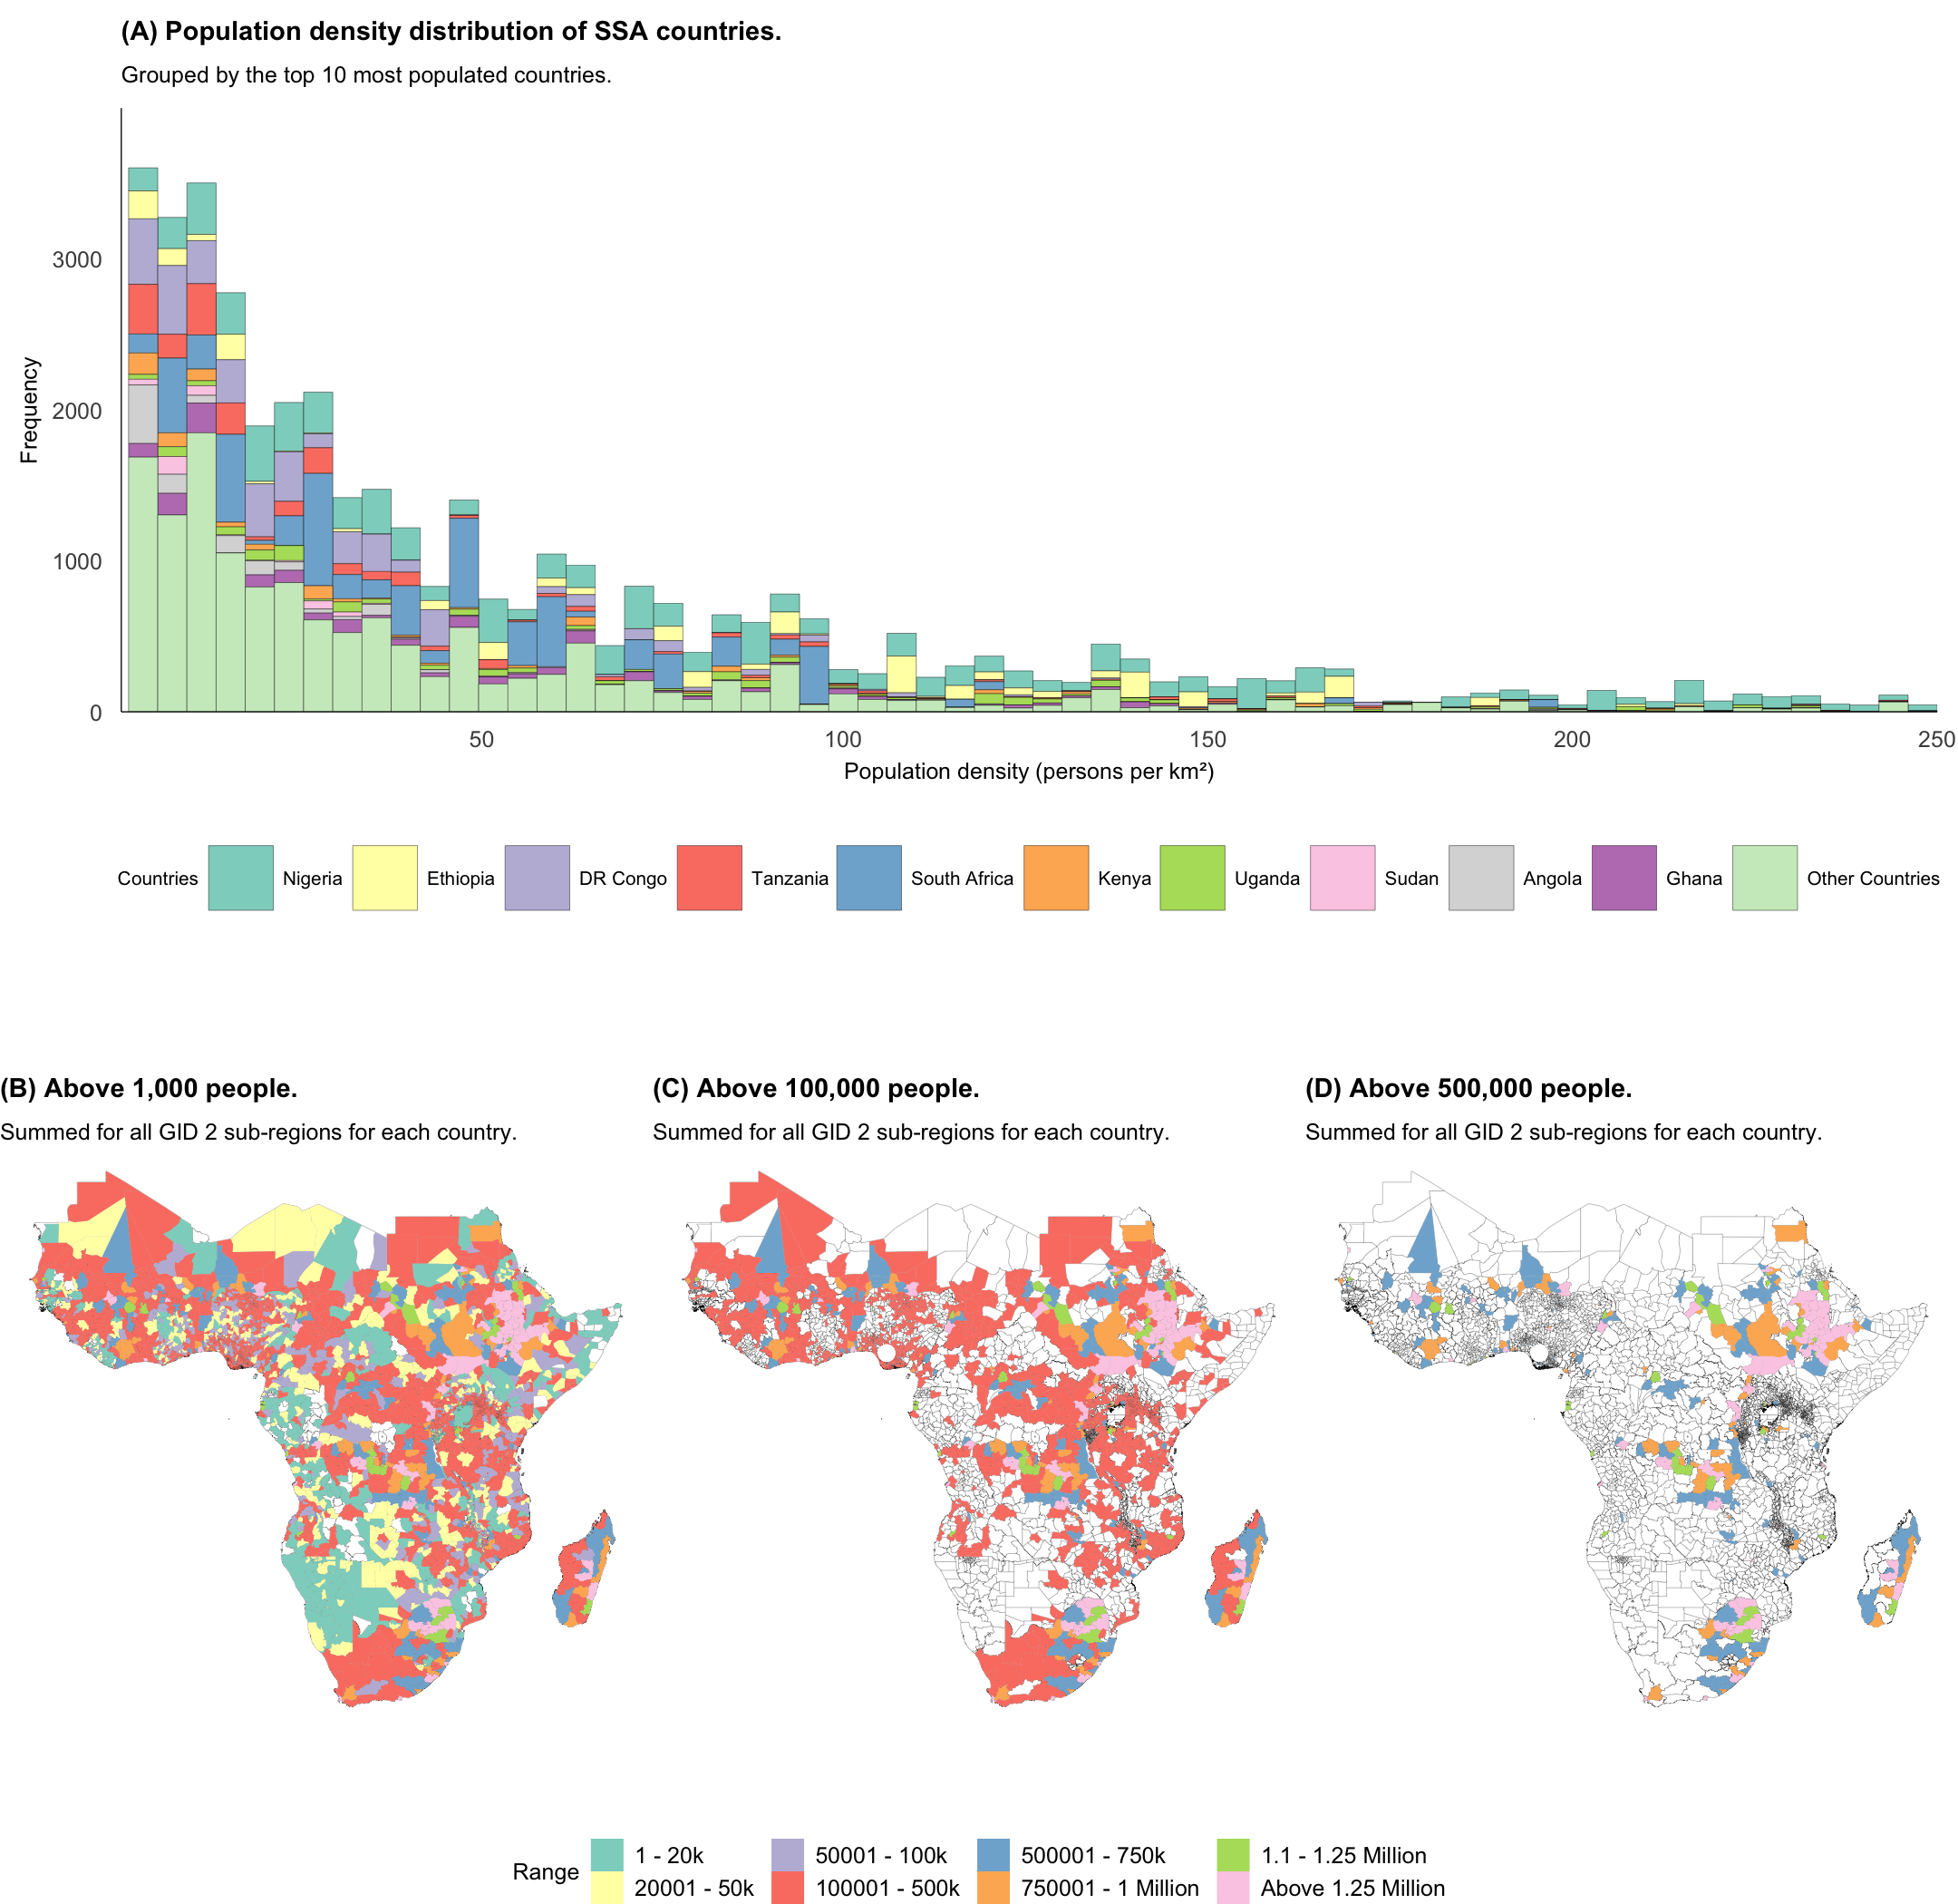 (A) Population density distribution of SSA countries.
Grouped by the top 10 most populated countries.
3000
2000
1000
0
Frequency
50 100 150 200 250
Population density (persons per km²)
Countries Nigeria Ethiopia DR Congo Tanzania South Africa Kenya Uganda Sudan Angola Ghana Other Countries
(B) Above 1,000 people.
Summed for all GID 2 sub-regions for each country.
(C) Above 100,000 people.
Summed for all GID 2 sub-regions for each country.
(D) Above 500,000 people.
Summed for all GID 2 sub-regions for each country.
Range
1 - 20k 50001 - 100k 500001 - 750k 1.1 - 1.25 Million
20001 - 50k 100001 - 500k 750001 - 1 Million Above 1.25 Million